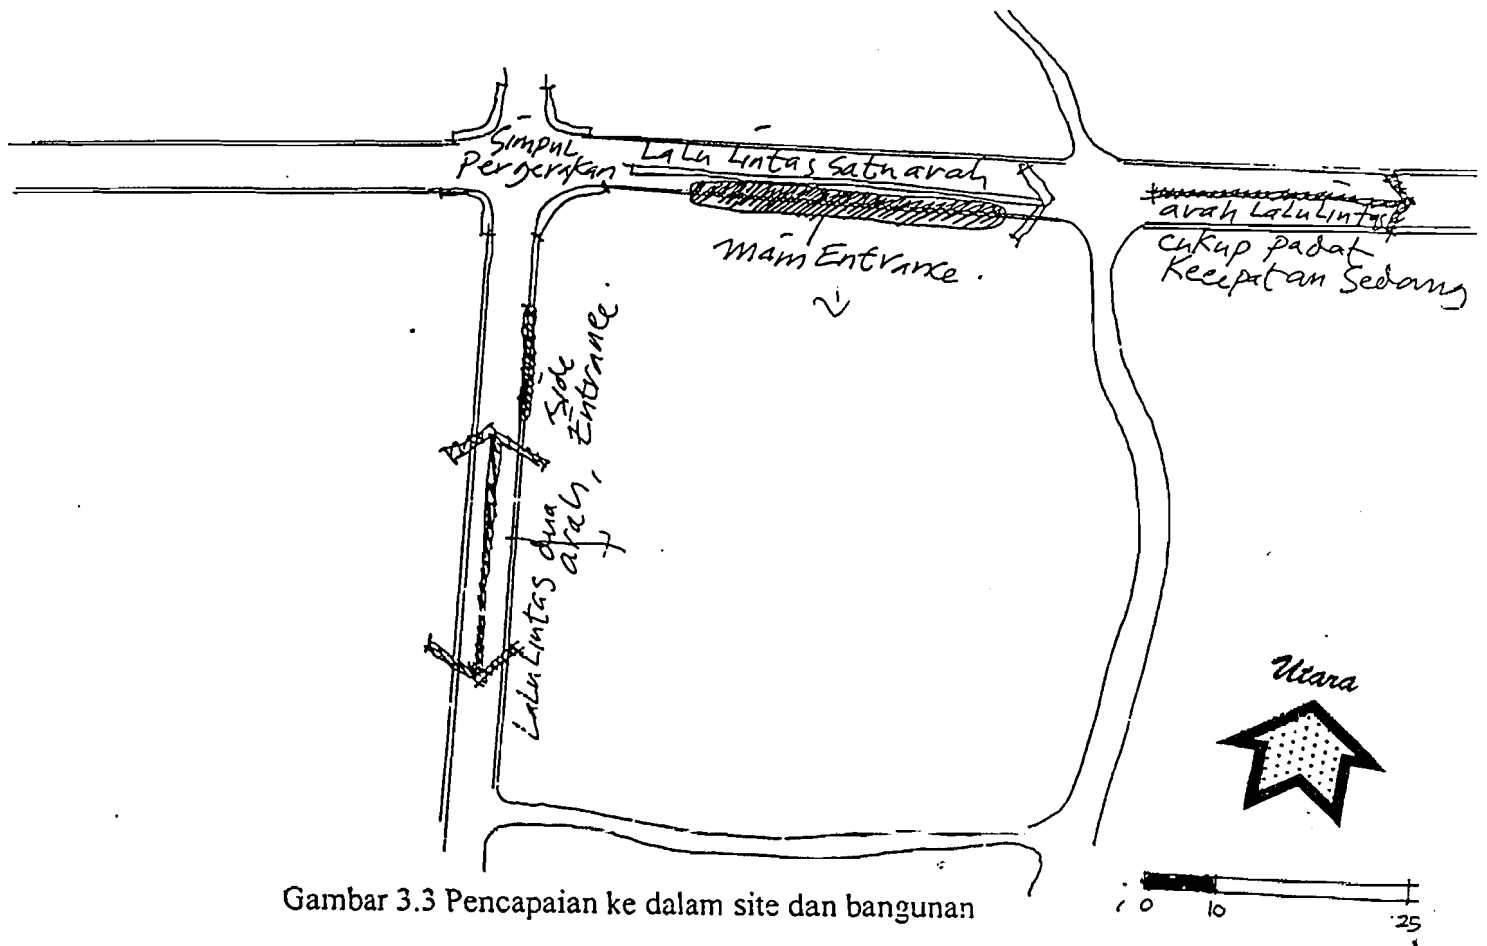 Simpul
Pergerakan
Lalu Lintas Satu arah
arah Lalu Lintas
cukup padat
Kecepatan Sedang
Main Entrance.
Side
Entrance.
Lalu Lintas dua
arah,
Utara
0 10 25
Gambar 3.3 Pencapaian ke dalam site dan bangunan